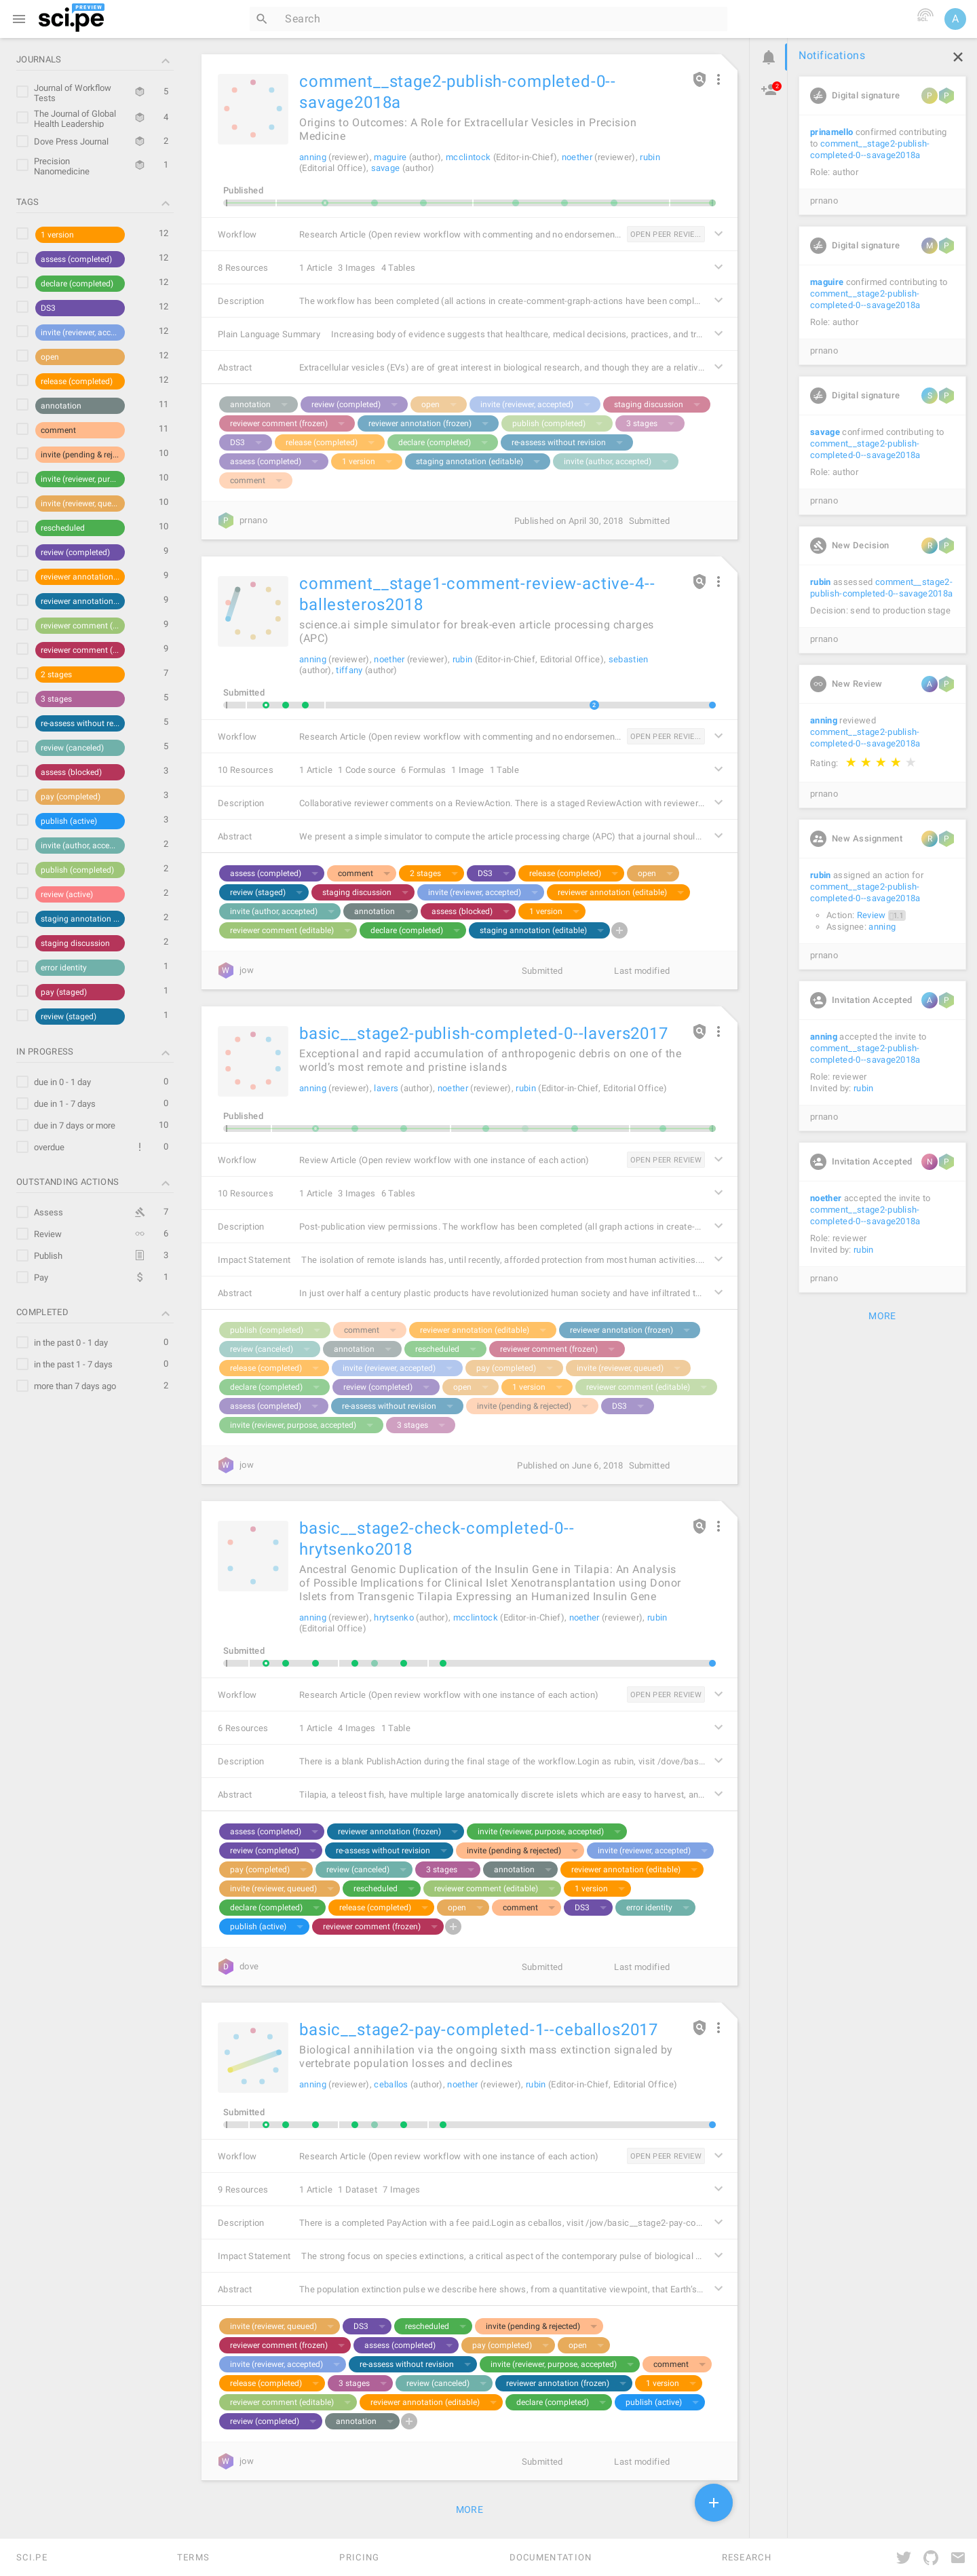 sci.pe PREVIEW
Search
A
JOURNALS
Journal of Workflow Tests 5
The Journal of Global Health Leadership 4
Dove Press Journal 2
Precision Nanomedicine 1
TAGS
1 version 12
assess (completed) 12
declare (completed) 12
DS3 12
invite (reviewer, acc... 12
open 12
release (completed) 12
annotation 11
comment 11
invite (pending & rej... 10
invite (reviewer, pur... 10
invite (reviewer, que... 10
rescheduled 10
review (completed) 9
reviewer annotation... 9
reviewer annotation... 9
reviewer comment (... 9
reviewer comment (... 9
2 stages 7
3 stages 5
re-assess without re... 5
review (canceled) 5
assess (blocked) 3
pay (completed) 3
publish (active) 3
invite (author, acce... 2
publish (completed) 2
review (active) 2
staging annotation ... 2
staging discussion 2
error identity 1
pay (staged) 1
review (staged) 1
IN PROGRESS
due in 0 - 1 day 0
due in 1 - 7 days 0
due in 7 days or more 10
overdue 0
OUTSTANDING ACTIONS
Assess 7
Review 6
Publish 3
Pay 1
COMPLETED
in the past 0 - 1 day 0
in the past 1 - 7 days 0
more than 7 days ago 2
comment__stage2-publish-completed-0--
savage2018a
Origins to Outcomes: A Role for Extracellular Vesicles in Precision
Medicine
anning (reviewer), maguire (author), mcclintock (Editor-in-Chief), noether (reviewer), rubin
(Editorial Office), savage (author)
Published
Workflow Research Article (Open review workflow with commenting and no endorsemen... OPEN PEER REVIE...
8 Resources 1 Article 3 Images 4 Tables
Description The workflow has been completed (all actions in create-comment-graph-actions have been compl...
Plain Language Summary Increasing body of evidence suggests that healthcare, medical decisions, practices, and tr...
Abstract Extracellular vesicles (EVs) are of great interest in biological research, and though they are a relativ...
annotation review (completed) open invite (reviewer, accepted) staging discussion
reviewer comment (frozen) reviewer annotation (frozen) publish (completed) 3 stages
DS3 release (completed) declare (completed) re-assess without revision
assess (completed) 1 version staging annotation (editable) invite (author, accepted)
comment
P prnano Published on April 30, 2018 Submitted
comment__stage1-comment-review-active-4--
ballesteros2018
science.ai simple simulator for break-even article processing charges
(APC)
anning (reviewer), noether (reviewer), rubin (Editor-in-Chief, Editorial Office), sebastien
(author), tiffany (author)
Submitted
2
Workflow Research Article (Open review workflow with commenting and no endorsemen... OPEN PEER REVIE...
10 Resources 1 Article 1 Code source 6 Formulas 1 Image 1 Table
Description Collaborative reviewer comments on a ReviewAction. There is a staged ReviewAction with reviewer...
Abstract We present a simple simulator to compute the article processing charge (APC) that a journal shoul...
assess (completed) comment 2 stages DS3 release (completed) open
review (staged) staging discussion invite (reviewer, accepted) reviewer annotation (editable)
invite (author, accepted) annotation assess (blocked) 1 version
reviewer comment (editable) declare (completed) staging annotation (editable)
W jow Submitted Last modified
basic__stage2-publish-completed-0--lavers2017
Exceptional and rapid accumulation of anthropogenic debris on one of the
world's most remote and pristine islands
anning (reviewer), lavers (author), noether (reviewer), rubin (Editor-in-Chief, Editorial Office)
Published
Workflow Review Article (Open review workflow with one instance of each action) OPEN PEER REVIEW
10 Resources 1 Article 3 Images 6 Tables
Description Post-publication view permissions. The workflow has been completed (all graph actions in create-...
Impact Statement The isolation of remote islands has, until recently, afforded protection from most human activities....
Abstract In just over half a century plastic products have revolutionized human society and have infiltrated t...
publish (completed) comment reviewer annotation (editable) reviewer annotation (frozen)
review (canceled) annotation rescheduled reviewer comment (frozen)
release (completed) invite (reviewer, accepted) pay (completed) invite (reviewer, queued)
declare (completed) review (completed) open 1 version reviewer comment (editable)
assess (completed) re-assess without revision invite (pending & rejected) DS3
invite (reviewer, purpose, accepted) 3 stages
W jow Published on June 6, 2018 Submitted
basic__stage2-check-completed-0--
hrytsenko2018
Ancestral Genomic Duplication of the Insulin Gene in Tilapia: An Analysis
of Possible Implications for Clinical Islet Xenotransplantation using Donor
Islets from Transgenic Tilapia Expressing an Humanized Insulin Gene
anning (reviewer), hrytsenko (author), mcclintock (Editor-in-Chief), noether (reviewer), rubin
(Editorial Office)
Submitted
Workflow Research Article (Open review workflow with one instance of each action) OPEN PEER REVIEW
6 Resources 1 Article 4 Images 1 Table
Description There is a blank PublishAction during the final stage of the workflow.Login as rubin, visit /dove/bas...
Abstract Tilapia, a teleost fish, have multiple large anatomically discrete islets which are easy to harvest, an...
assess (completed) reviewer annotation (frozen) invite (reviewer, purpose, accepted)
review (completed) re-assess without revision invite (pending & rejected) invite (reviewer, accepted)
pay (completed) review (canceled) 3 stages annotation reviewer annotation (editable)
invite (reviewer, queued) rescheduled reviewer comment (editable) 1 version
declare (completed) release (completed) open comment DS3 error identity
publish (active) reviewer comment (frozen)
D dove Submitted Last modified
basic__stage2-pay-completed-1--ceballos2017
Biological annihilation via the ongoing sixth mass extinction signaled by
vertebrate population losses and declines
anning (reviewer), ceballos (author), noether (reviewer), rubin (Editor-in-Chief, Editorial Office)
Submitted
Workflow Research Article (Open review workflow with one instance of each action) OPEN PEER REVIEW
9 Resources 1 Article 1 Dataset 7 Images
Description There is a completed PayAction with a fee paid.Login as ceballos, visit /jow/basic__stage2-pay-co...
Impact Statement The strong focus on species extinctions, a critical aspect of the contemporary pulse of biological ...
Abstract The population extinction pulse we describe here shows, from a quantitative viewpoint, that Earth's...
invite (reviewer, queued) DS3 rescheduled invite (pending & rejected)
reviewer comment (frozen) assess (completed) pay (completed) open
invite (reviewer, accepted) re-assess without revision invite (reviewer, purpose, accepted) comment
release (completed) 3 stages review (canceled) reviewer annotation (frozen) 1 version
reviewer comment (editable) reviewer annotation (editable) declare (completed) publish (active)
review (completed) annotation
W jow Submitted Last modified
MORE
2
Notifications
Digital signature P P
prinamello confirmed contributing
to comment__stage2-publish-
completed-0--savage2018a
Role: author
prnano
Digital signature M P
maguire confirmed contributing to
comment__stage2-publish-
completed-0--savage2018a
Role: author
prnano
Digital signature S P
savage confirmed contributing to
comment__stage2-publish-
completed-0--savage2018a
Role: author
prnano
New Decision R P
rubin assessed comment__stage2-
publish-completed-0--savage2018a
Decision: send to production stage
prnano
New Review A P
anning reviewed
comment__stage2-publish-
completed-0--savage2018a
Rating:
prnano
New Assignment R P
rubin assigned an action for
comment__stage2-publish-
completed-0--savage2018a
Action: Review
Assignee: anning
prnano
Invitation Accepted A P
anning accepted the invite to
comment__stage2-publish-
completed-0--savage2018a
Role: reviewer
Invited by: rubin
prnano
Invitation Accepted N P
noether accepted the invite to
comment__stage2-publish-
completed-0--savage2018a
Role: reviewer
Invited by: rubin
prnano
MORE
SCI.PE TERMS PRICING DOCUMENTATION RESEARCH